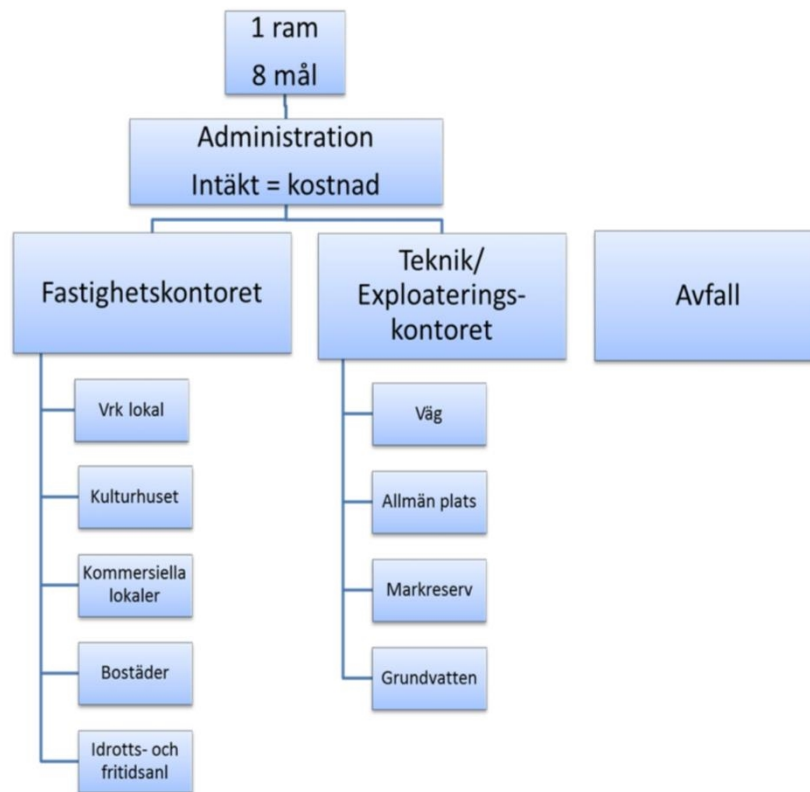 1 ram
8 mål
Administration
Intäkt = kostnad
Fastighetskontoret
Teknik/
Exploaterings-
kontoret
Avfall
Vrk lokal
Kulturhuset
Kommersiella
lokaler
Bostäder
Idrotts- och
fritidsanl
Väg
Allmän plats
Markreserv
Grundvatten